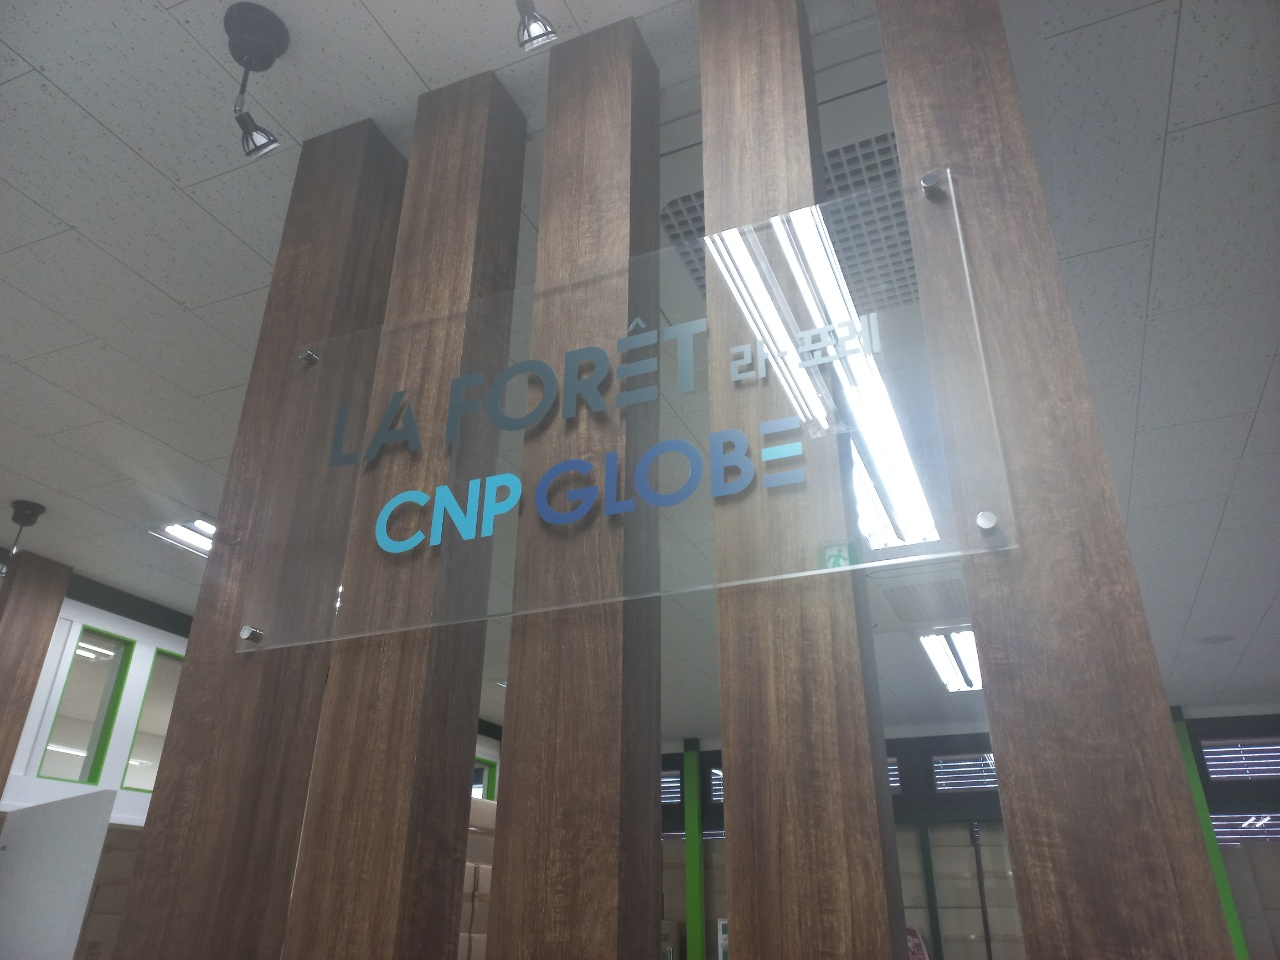 LA FORÊT 라·포레
CNP GLOBE